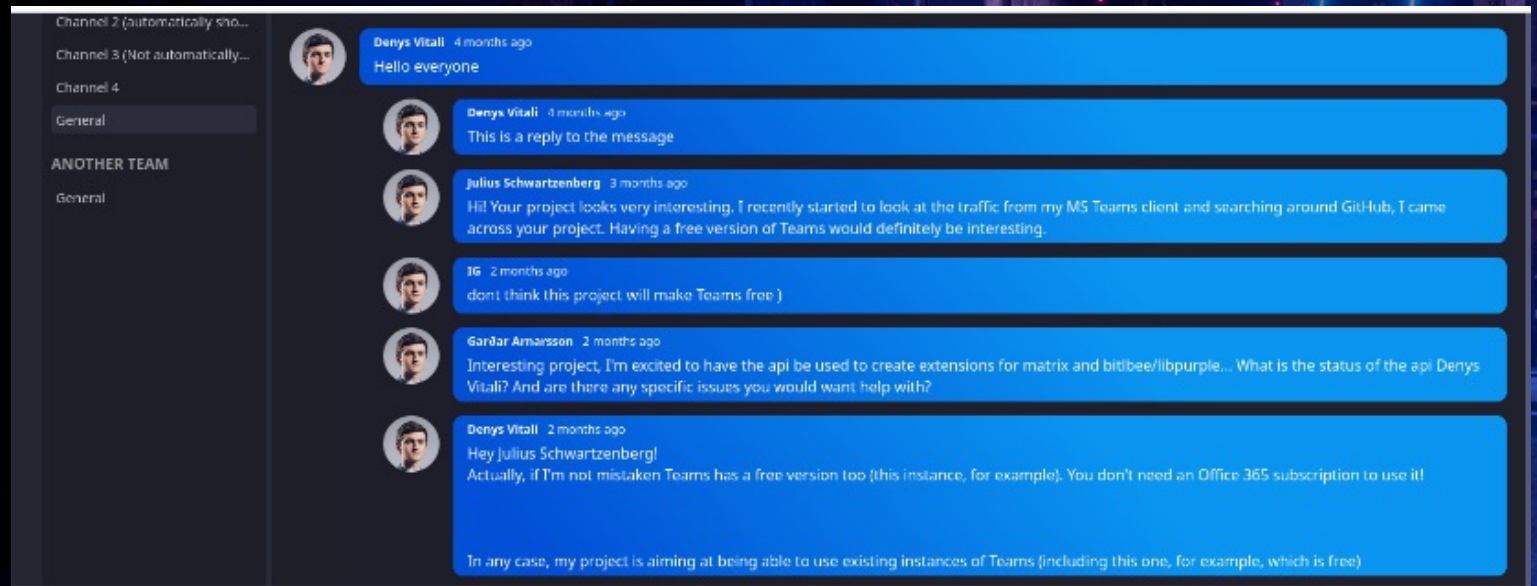 Channel 2 (automatically sho...
Channel 3 (Not automatically...
Channel 4
General
ANOTHER TEAM
General
Denys Vitali 4 months ago
Hello everyone
Denys Vitali 4 months ago
This is a reply to the message
Julius Schwartzenberg 3 months ago
Hi! Your project looks very interesting. I recently started to look at the traffic from my MS Teams client and searching around GitHub, I came
across your project. Having a free version of Teams would definitely be interesting.
IG 2 months ago
dont think this project will make Teams free )
Garðar Arnarsson 2 months ago
Interesting project, I'm excited to have the api be used to create extensions for matrix and bitlbee/libpurple... What is the status of the api Denys
Vitali? And are there any specific issues you would want help with?
Denys Vitali 2 months ago
Hey Julius Schwartzenberg!
Actually, if I'm not mistaken Teams has a free version too (this instance, for example). You don't need an Office 365 subscription to use it!
In any case, my project is aiming at being able to use existing instances of Teams (including this one, for example, which is free)